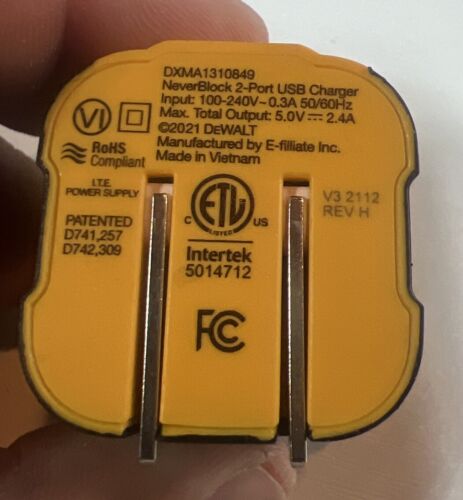 DXMA1310849
NeverBlock 2-Port USB Charger
Input: 100-240V~0.3A 50/60Hz
Max. Total Output: 5.0V⎓2.4A
©2021 DEWALT
Manufactured by E-filliate Inc.
Made in Vietnam
VI
RoHS
Compliant
I.T.E.
POWER SUPPLY
PATENTED
D741,257
D742,309
C ETL US
LISTED
Intertek
5014712
V3 2112
REV H
FCC